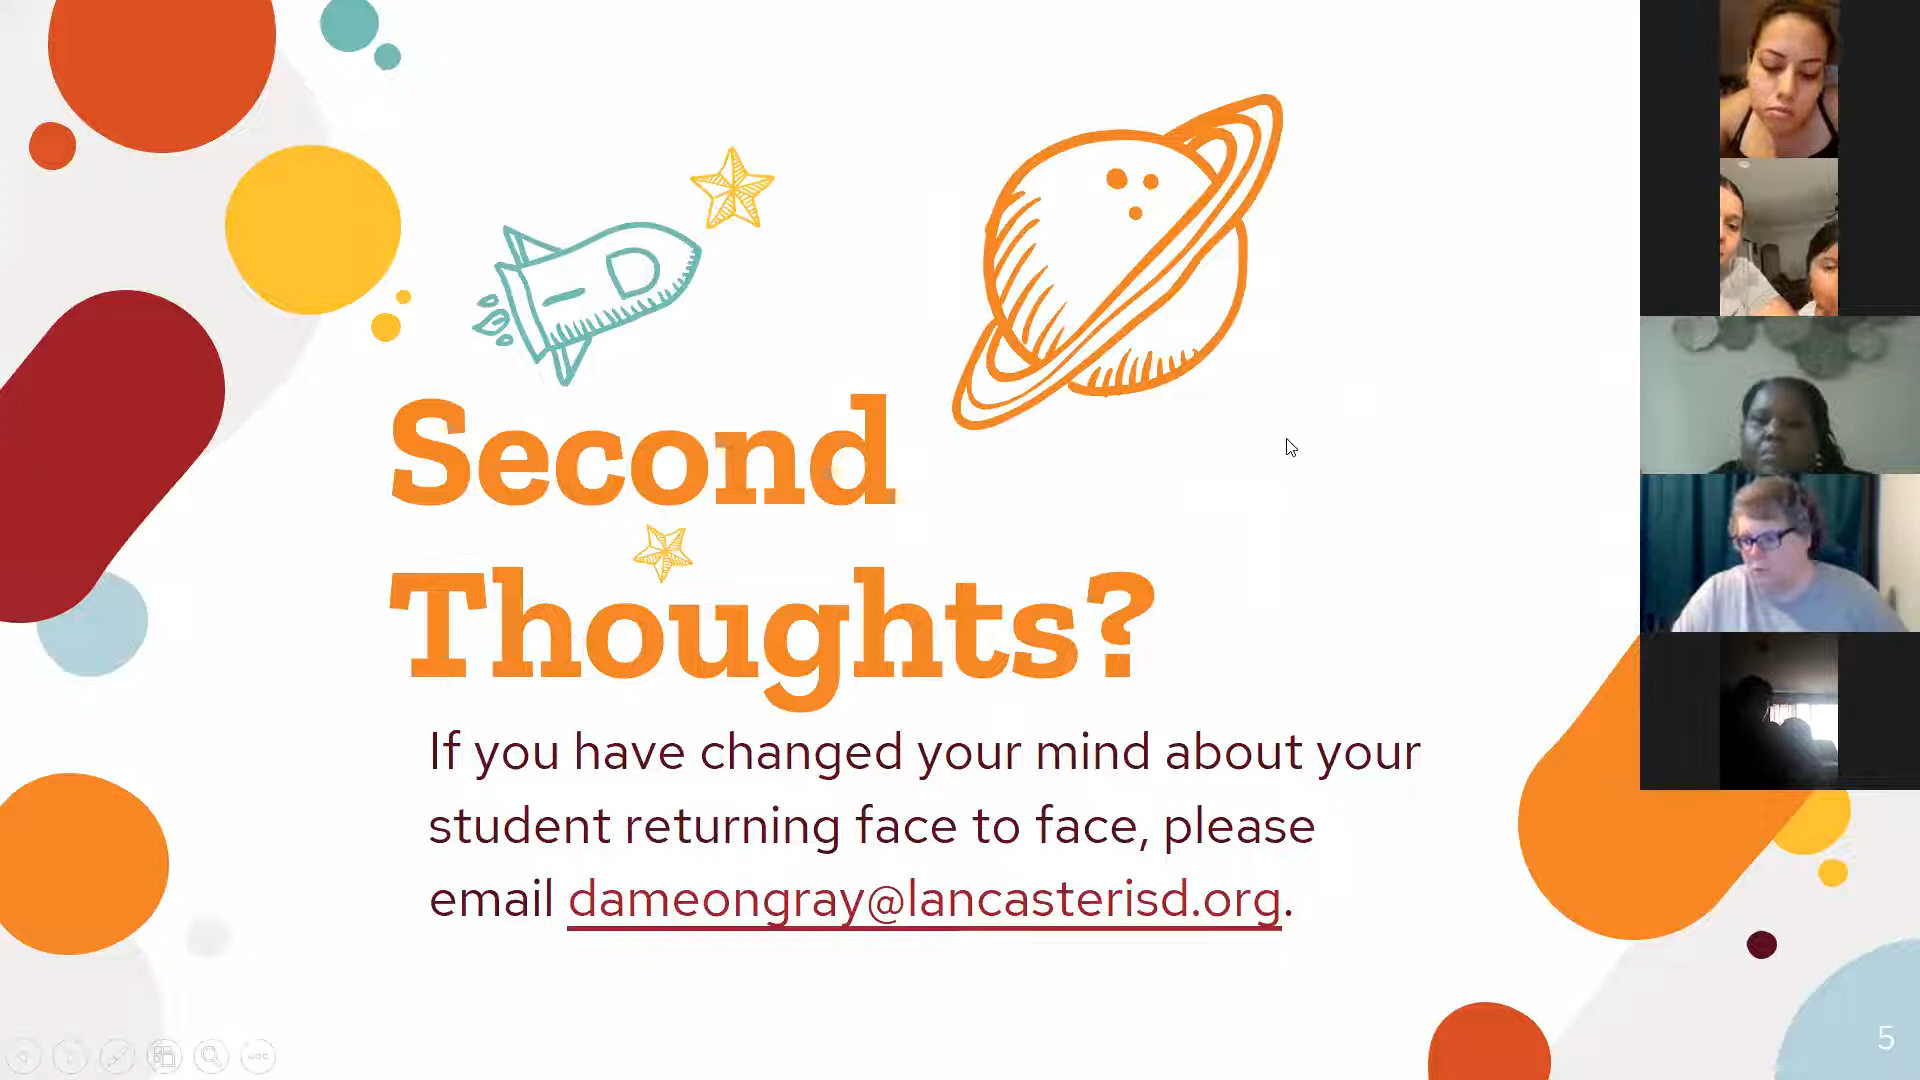 Second
Thoughts?
If you have changed your mind about your
student returning face to face, please
email dameongray@lancasterisd.org.
5